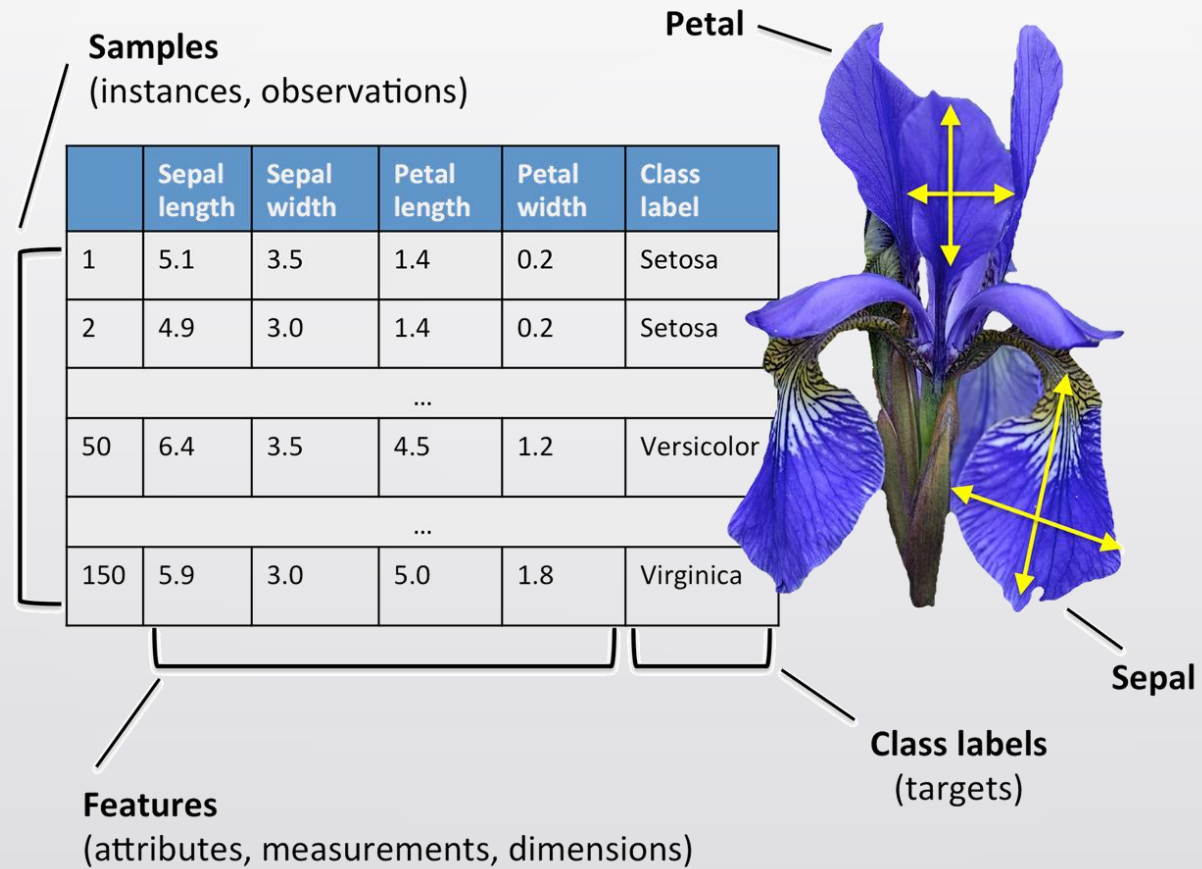 Samples
(instances, observations)
Petal
Sepal length Sepal width Petal length Petal width Class label
1 5.1 3.5 1.4 0.2 Setosa
2 4.9 3.0 1.4 0.2 Setosa
...
50 6.4 3.5 4.5 1.2 Versicolor
...
150 5.9 3.0 5.0 1.8 Virginica
Sepal
Class labels
(targets)
Features
(attributes, measurements, dimensions)